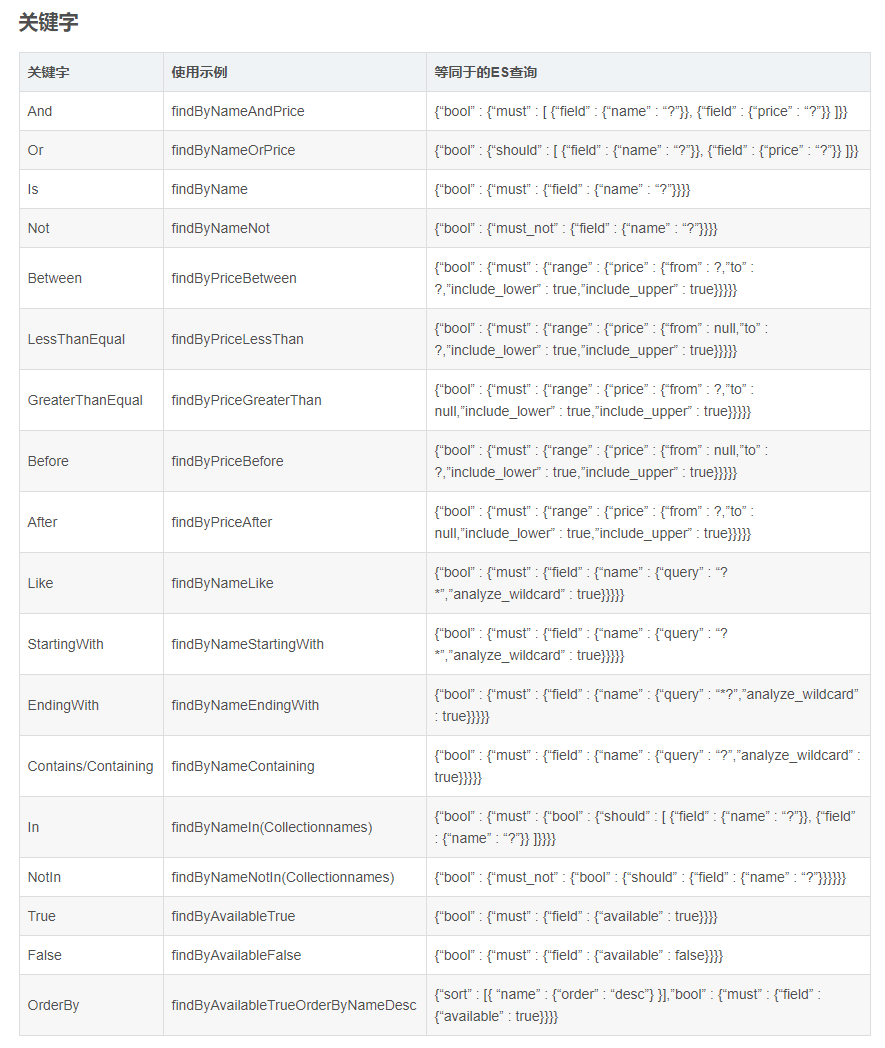 关键字
关键字 使用示例 等同于的ES查询
And findByNameAndPrice {“bool” : {“must” : [ {“field” : {“name” : “?”}}, {“field” : {“price” : “?”}} ]}}
Or findByNameOrPrice {“bool” : {“should” : [ {“field” : {“name” : “?”}}, {“field” : {“price” : “?”}} ]}}
Is findByName {“bool” : {“must” : {“field” : {“name” : “?”}}}}
Not findByNameNot {“bool” : {“must_not” : {“field” : {“name” : “?”}}}}
Between findByPriceBetween {“bool” : {“must” : {“range” : {“price” : {“from” : ?,”to” :
?,”include_lower” : true,”include_upper” : true}}}}}
LessThanEqual findByPriceLessThan {“bool” : {“must” : {“range” : {“price” : {“from” : null,”to” :
?,”include_lower” : true,”include_upper” : true}}}}}
GreaterThanEqual findByPriceGreaterThan {“bool” : {“must” : {“range” : {“price” : {“from” : ?,”to” :
null,”include_lower” : true,”include_upper” : true}}}}}
Before findByPriceBefore {“bool” : {“must” : {“range” : {“price” : {“from” : null,”to” :
?,”include_lower” : true,”include_upper” : true}}}}}
After findByPriceAfter {“bool” : {“must” : {“range” : {“price” : {“from” : ?,”to” :
null,”include_lower” : true,”include_upper” : true}}}}}
Like findByNameLike {“bool” : {“must” : {“field” : {“name” : {“query” : “?
*”,”analyze_wildcard” : true}}}}}
StartingWith findByNameStartingWith {“bool” : {“must” : {“field” : {“name” : {“query” : “?
*”,”analyze_wildcard” : true}}}}}
EndingWith findByNameEndingWith {“bool” : {“must” : {“field” : {“name” : {“query” : “*?”,”analyze_wildcard”
: true}}}}}
Contains/Containing findByNameContaining {“bool” : {“must” : {“field” : {“name” : {“query” : “?”,”analyze_wildcard” :
true}}}}}
In findByNameIn(Collectionnames) {“bool” : {“must” : {“bool” : {“should” : [ {“field” : {“name” : “?”}}, {“field”
: {“name” : “?”}} ]}}}}
NotIn findByNameNotIn(Collectionnames) {“bool” : {“must_not” : {“bool” : {“should” : {“field” : {“name” : “?”}}}}}}
True findByAvailableTrue {“bool” : {“must” : {“field” : {“available” : true}}}}
False findByAvailableFalse {“bool” : {“must” : {“field” : {“available” : false}}}}
OrderBy findByAvailableTrueOrderByNameDesc {“sort” : [{ “name” : {“order” : “desc”} }],”bool” : {“must” : {“field” :
{“available” : true}}}}